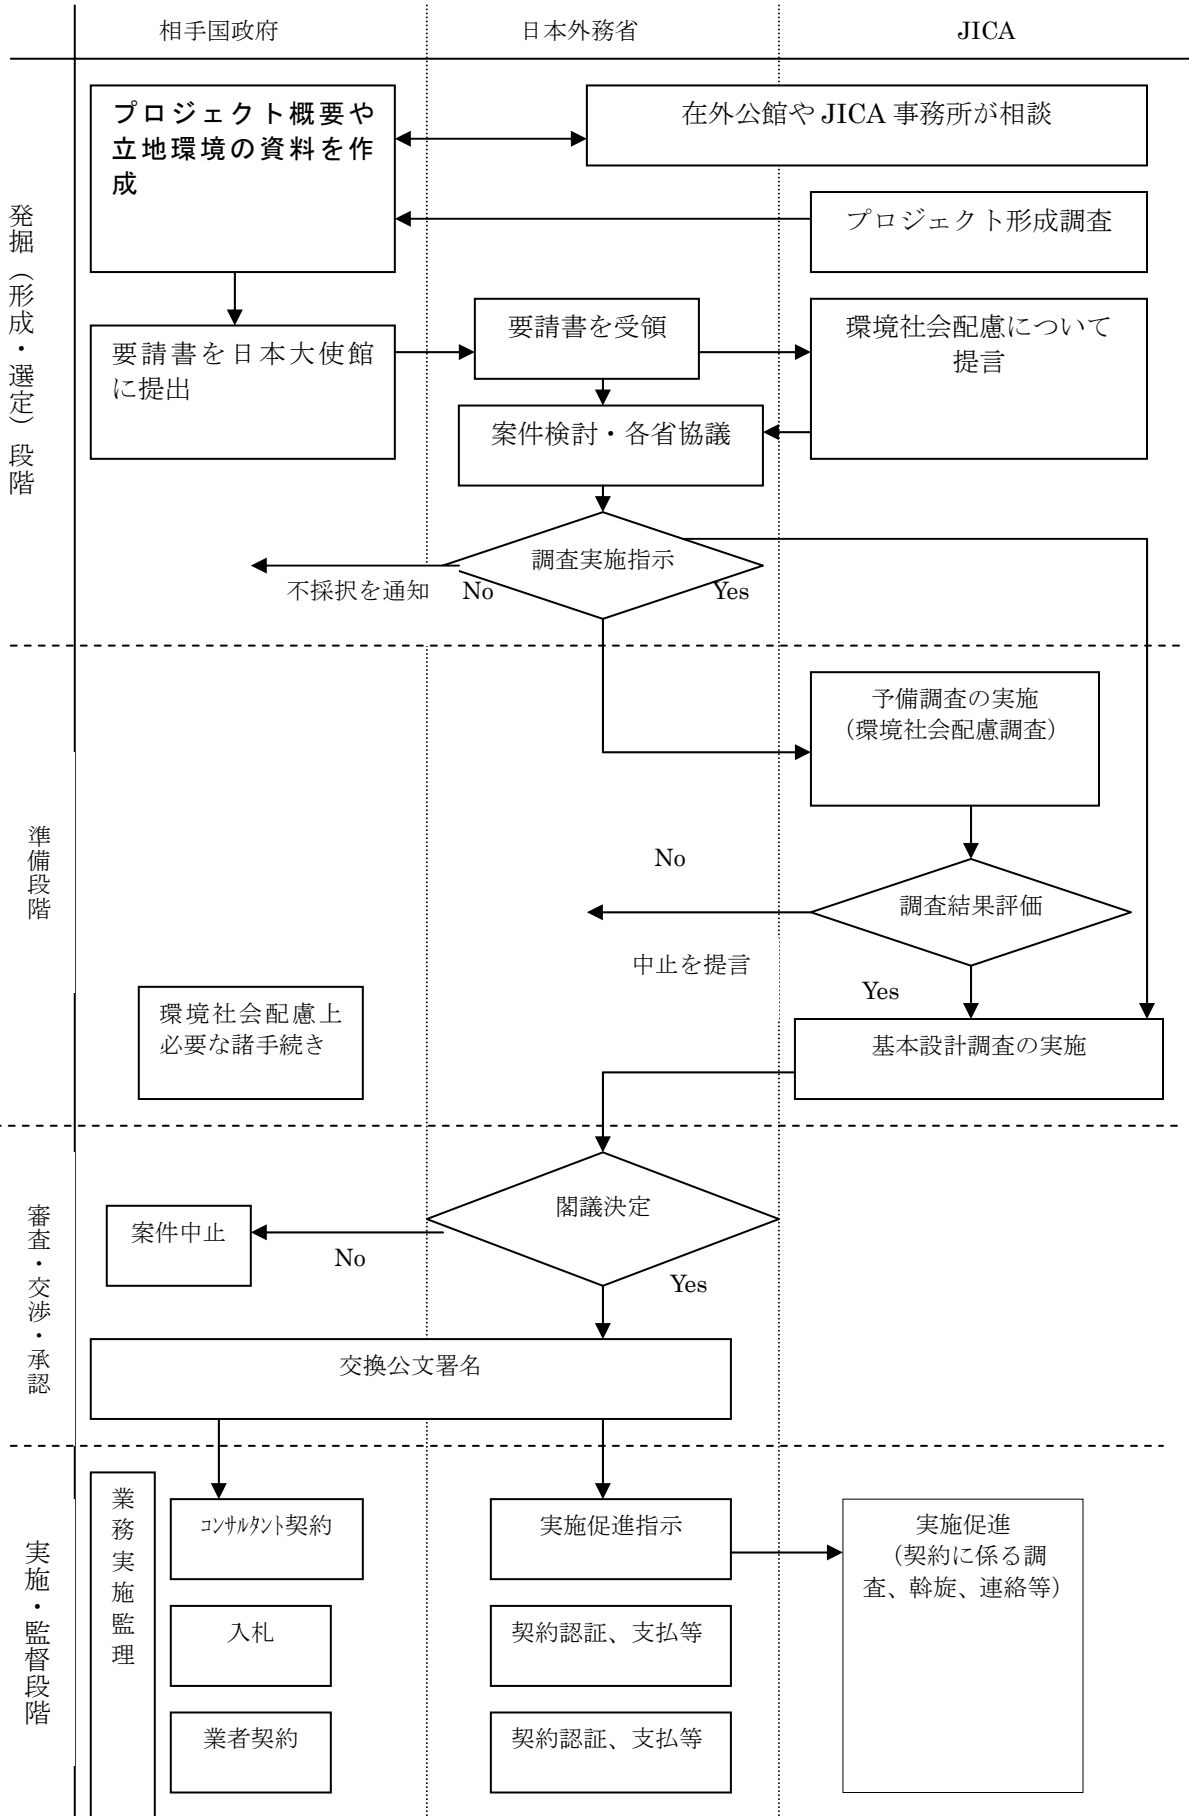 相手国政府
日本外務省
JICA
発掘（形成・選定）段階
プロジェクト概要や
立地環境の資料を作
成
在外公館や JICA 事務所が相談
プロジェクト形成調査
要請書を日本大使館
に提出
要請書を受領
環境社会配慮について
提言
案件検討・各省協議
調査実施指示
不採択を通知
No
Yes
準備段階
予備調査の実施
（環境社会配慮調査）
No
調査結果評価
中止を提言
Yes
環境社会配慮上
必要な諸手続き
基本設計調査の実施
審査・交渉・承認
閣議決定
案件中止
No
Yes
交換公文署名
実施・監督段階
業務実施監理
ｺﾝｻﾙﾀﾝﾄ契約
実施促進指示
実施促進
（契約に係る調
査、斡旋、連絡等）
入札
契約認証、支払等
業者契約
契約認証、支払等